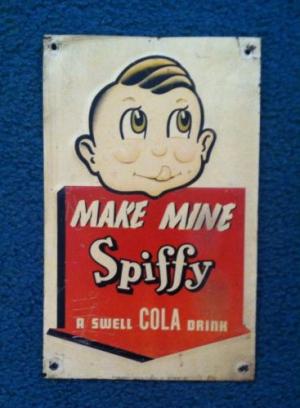 MAKE MINE
Spiffy
A SWELL COLA DRINK